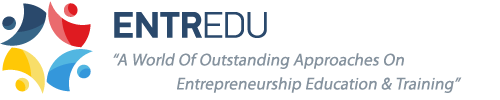 ENTREDU
“A World Of Outstanding Approaches On
Entrepreneurship Education & Training”